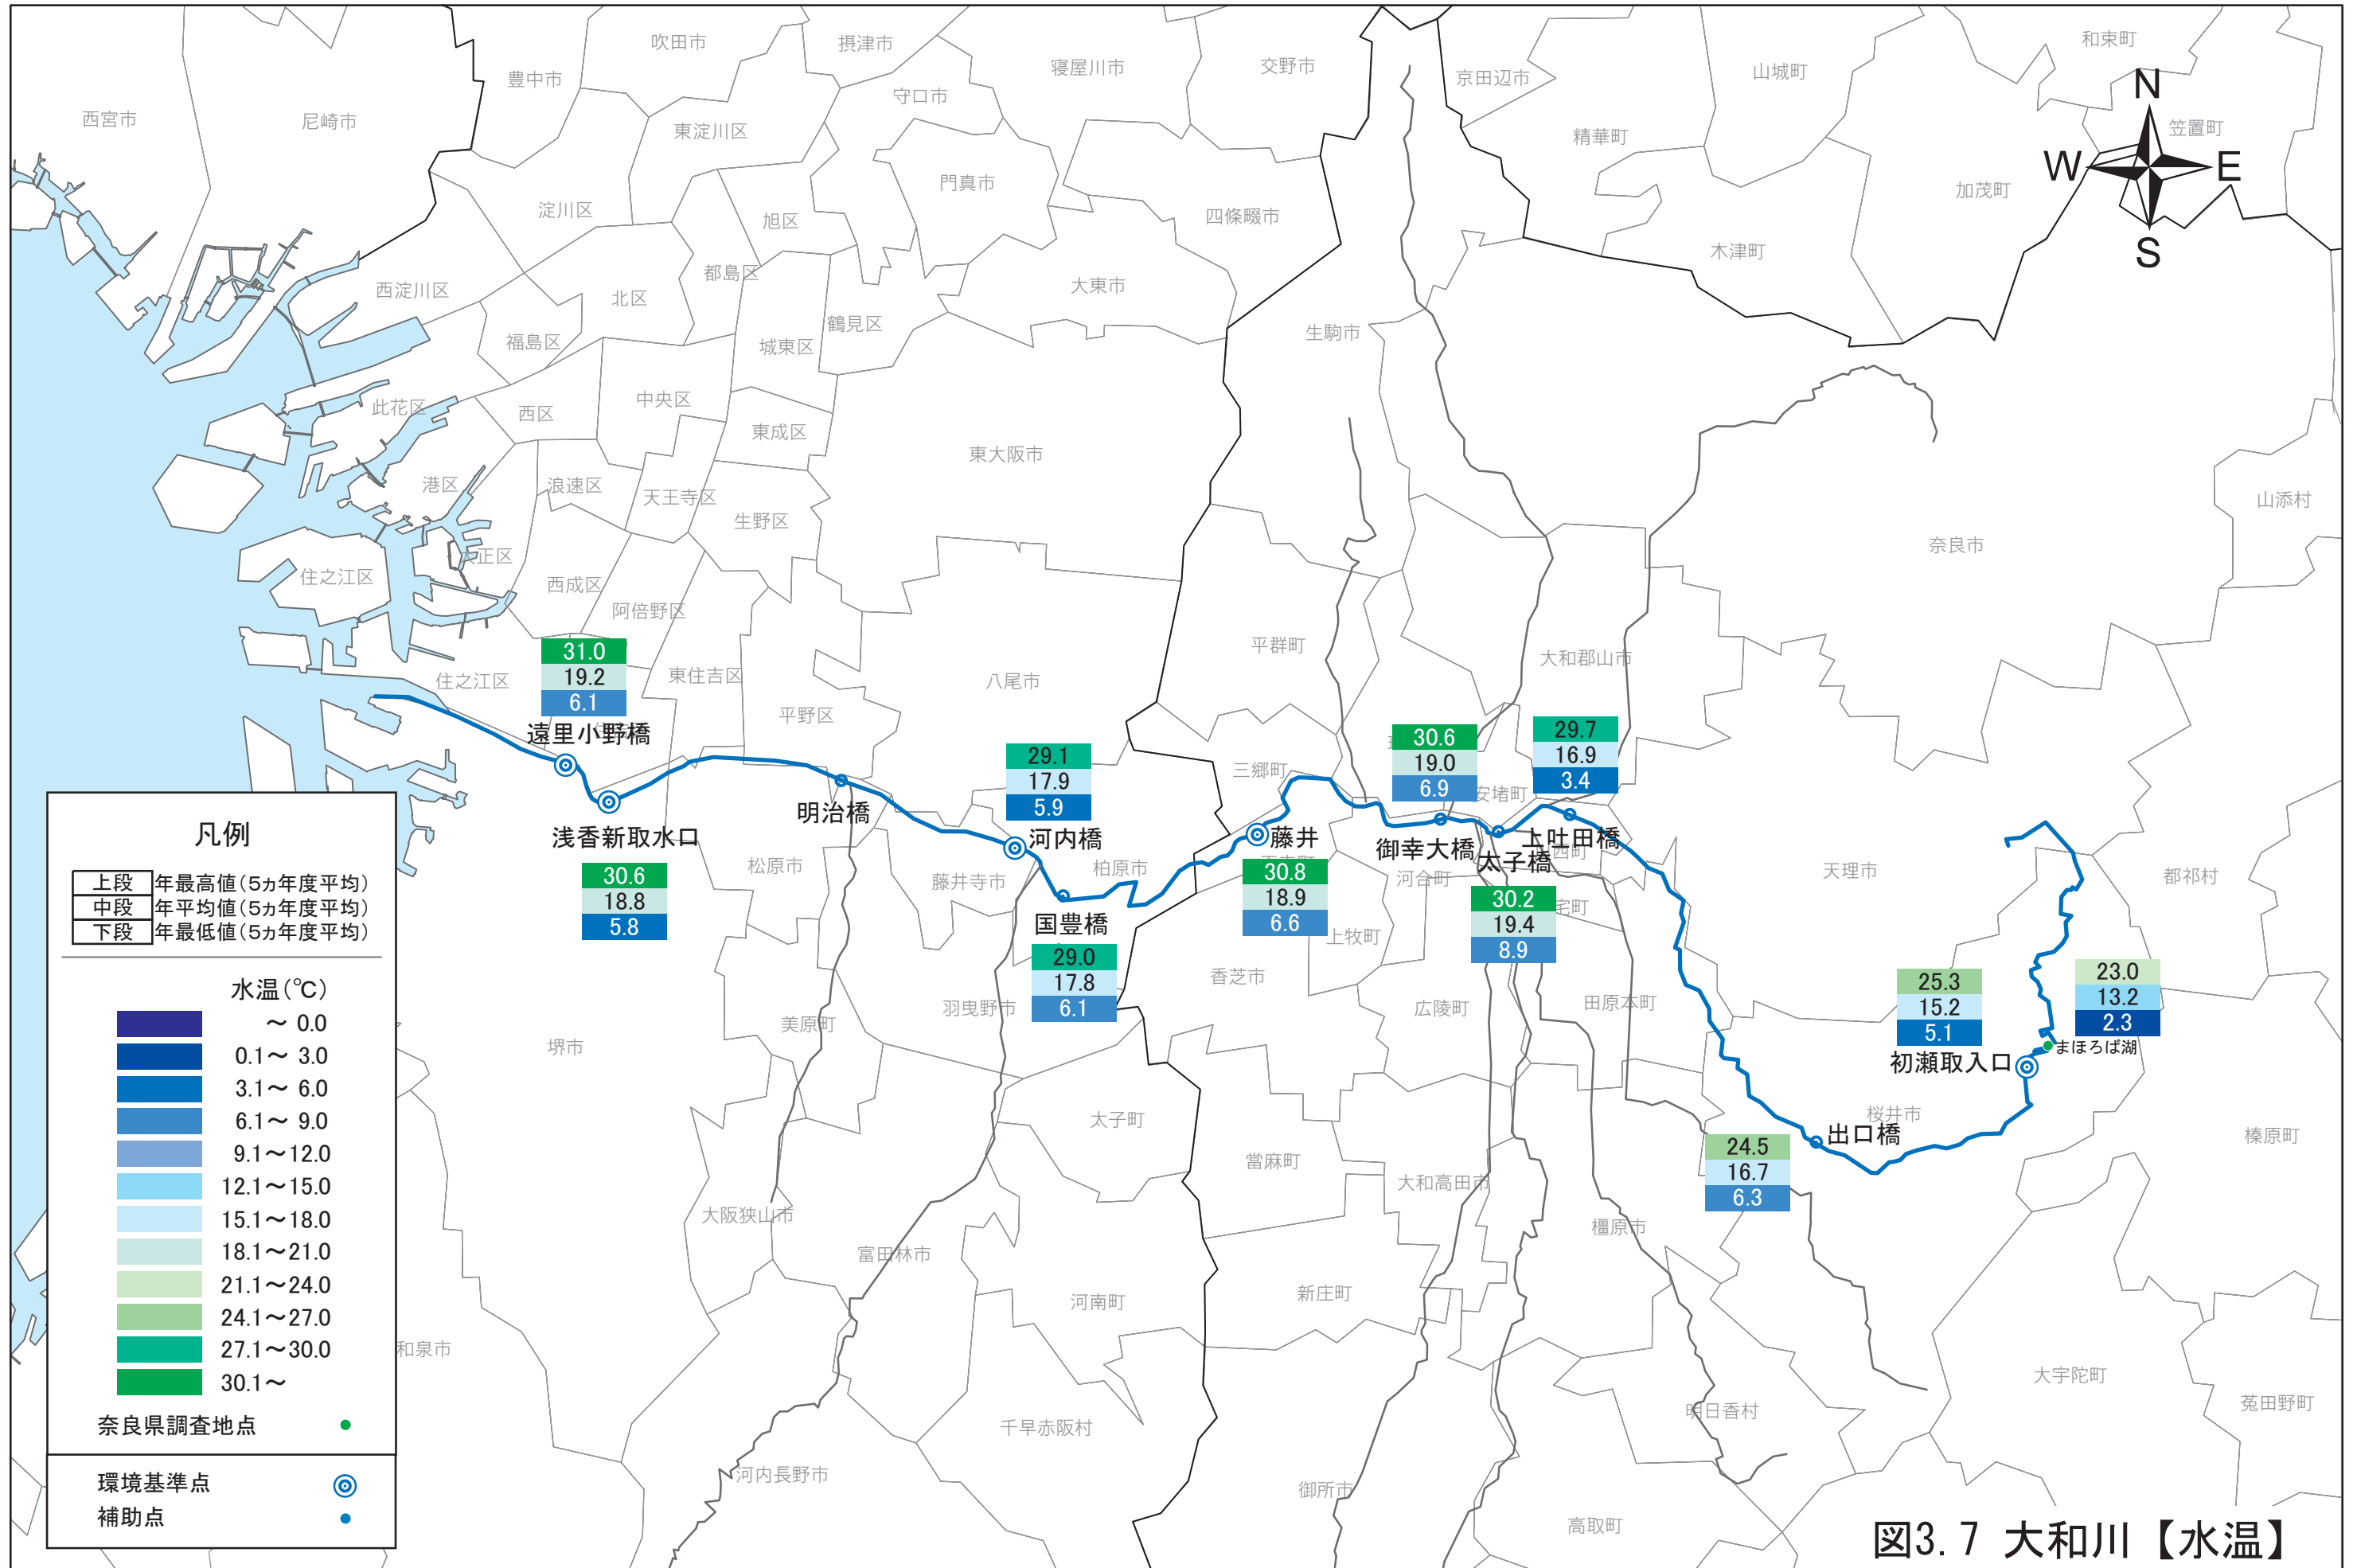 吹田市
摂津市
和束町
豊中市
寝屋川市
交野市
京田辺市
山城町
N
守口市
西宮市
尼崎市
東淀川区
精華町
笠置町
W
E
門真市
加茂町
淀川区
旭区
四條畷市
S
木津町
都島区
西淀川区
北区
大東市
鶴見区
生駒市
福島区
城東区
此花区
西区
中央区
東成区
東大阪市
港区
浪速区
天王寺区
生野区
山添村
大正区
奈良市
住之江区
西成区
阿倍野区
平群町
大和郡山市
31.0
19.2
6.1
遠里小野橋
住之江区
東住吉区
八尾市
平野区
29.1
17.9
5.9
河内橋
三郷町
30.6
19.0
6.9
御幸大橋
安堵町
29.7
16.9
3.4
上吐田橋
明治橋
浅香新取水口
30.6
18.8
5.8
松原市
藤井寺市
柏原市
国豊橋
29.0
17.8
6.1
藤井
30.8
18.9
6.6
太子橋
30.2
19.4
8.9
河合町
西町
宅町
天理市
都祁村
上牧町
香芝市
羽曳野市
美原町
堺市
広陵町
田原本町
25.3
15.2
5.1
初瀬取入口
23.0
13.2
2.3
まほろば湖
桜井市
出口橋
24.5
16.7
6.3
榛原町
太子町
當麻町
大和高田市
大阪狭山市
富田林市
橿原市
河南町
新庄町
和泉市
大宇陀町
明日香村
菟田野町
千早赤阪村
河内長野市
御所市
高取町
凡例
上段 年最高値(5ヵ年度平均)
中段 年平均値(5ヵ年度平均)
下段 年最低値(5ヵ年度平均)
水温(℃)
～ 0.0
0.1～ 3.0
3.1～ 6.0
6.1～ 9.0
9.1～12.0
12.1～15.0
15.1～18.0
18.1～21.0
21.1～24.0
24.1～27.0
27.1～30.0
30.1～
奈良県調査地点
環境基準点
補助点
図3.7 大和川【水温】